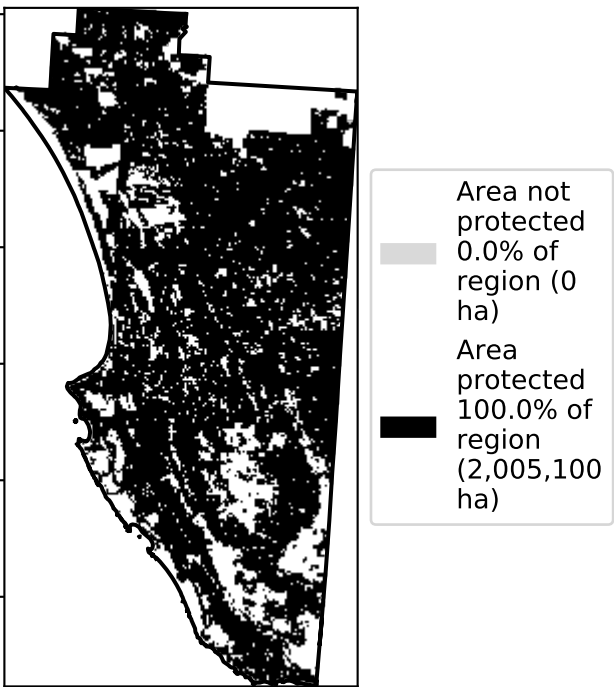 Area not
protected
0.0% of
region (0
ha)
Area
protected
100.0% of
region
(2,005,100
ha)